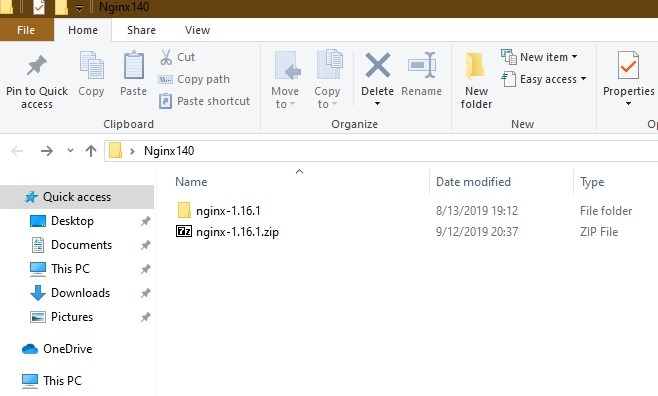 Nginx140
File Home Share View
Pin to Quick access
Copy
Paste
Cut
Copy path
Paste shortcut
Clipboard
Move to
Copy to
Delete
Rename
Organize
New folder
New item
Easy access
New
Properties
Op
Nginx140
Name Date modified Type
nginx-1.16.1 8/13/2019 19:12 File folder
nginx-1.16.1.zip 9/12/2019 20:37 ZIP File
Quick access
Desktop
Documents
This PC
Downloads
Pictures
OneDrive
This PC